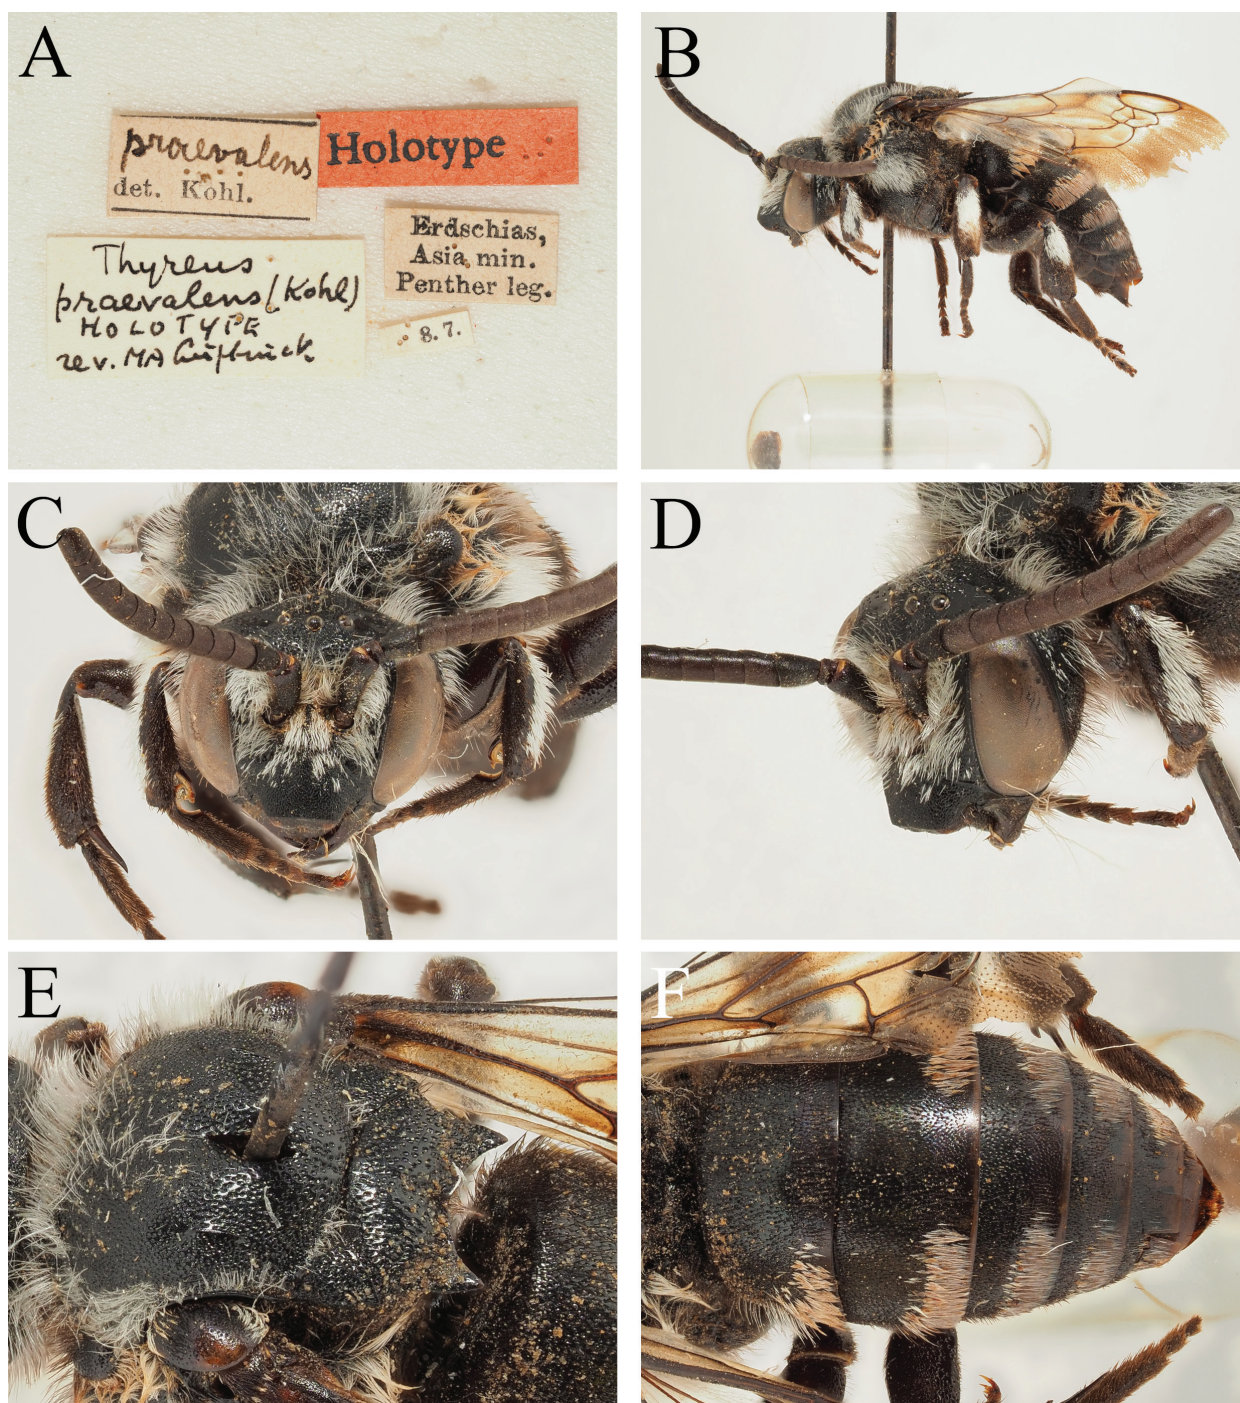 A
praevalens
det. Kohl.
Holotype
Erdschias,
Asia min.
Penther leg.
8.7.
Thyreus
praevalens (Kohl)
HOLOTYPE
rev. MA
B
C
D
E
F